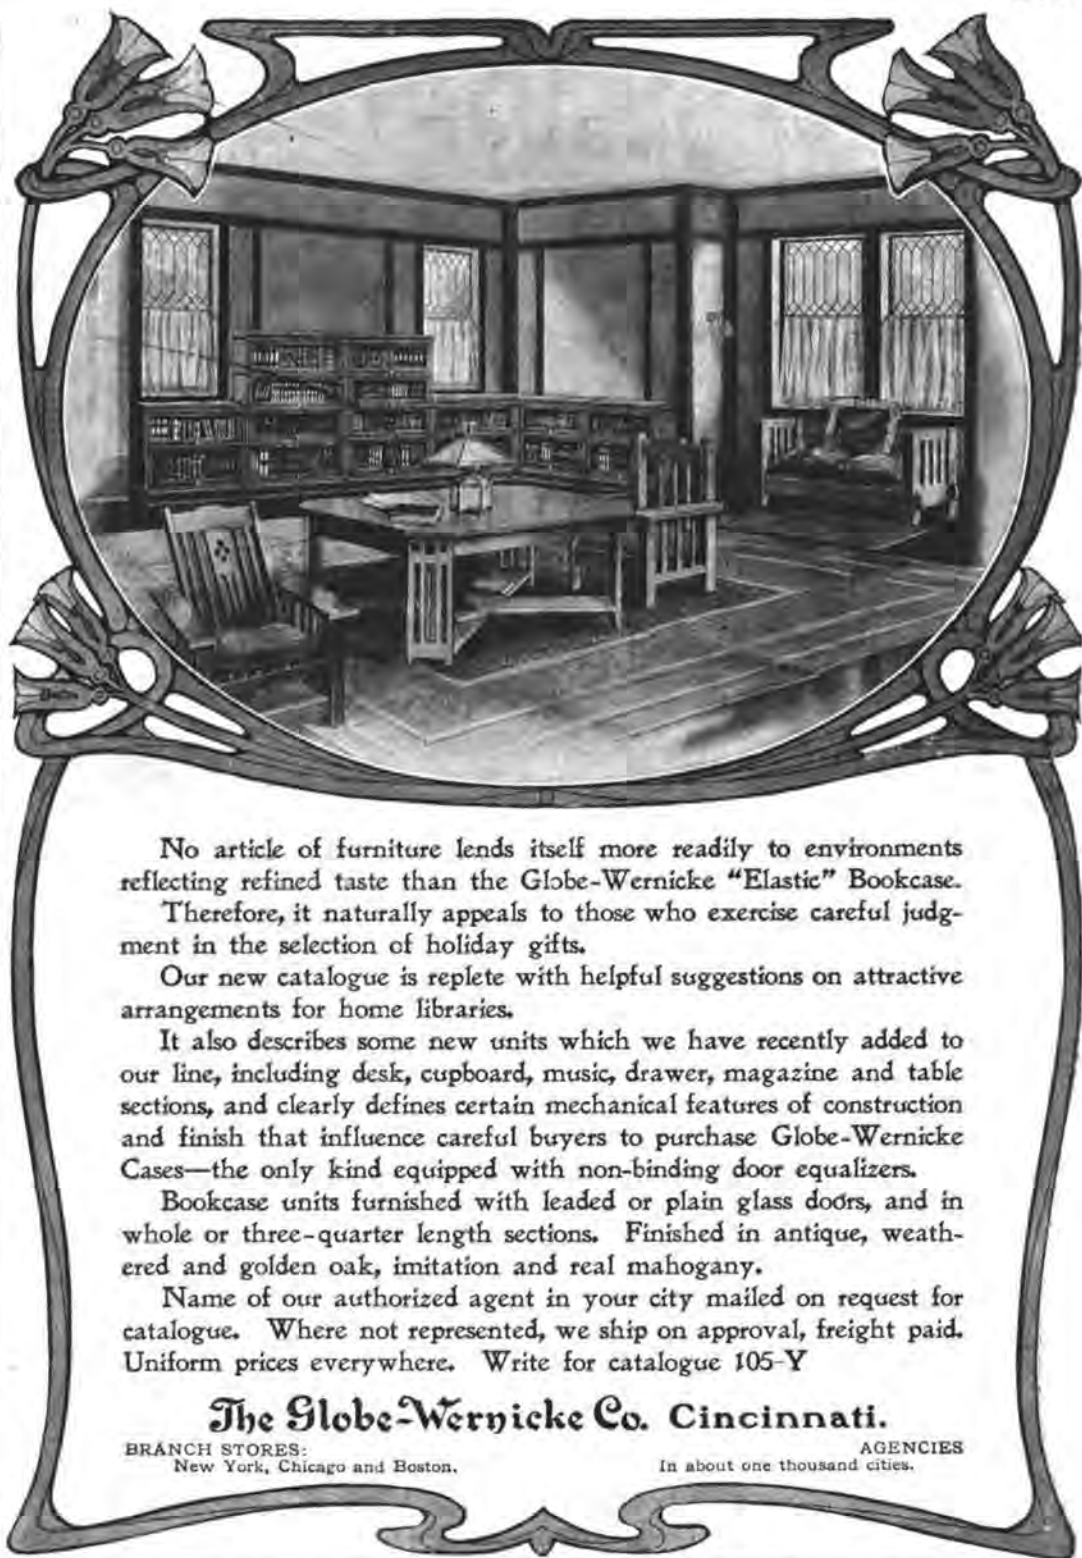 No article of furniture lends itself more readily to environments
reflecting refined taste than the Globe-Wernicke “Elastic” Bookcase.
Therefore, it naturally appeals to those who exercise careful judg-
ment in the selection of holiday gifts.
Our new catalogue is replete with helpful suggestions on attractive
arrangements for home libraries.
It also describes some new units which we have recently added to
our line, including desk, cupboard, music, drawer, magazine and table
sections, and clearly defines certain mechanical features of construction
and finish that influence careful buyers to purchase Globe-Wernicke
Cases—the only kind equipped with non-binding door equalizers.
Bookcase units furnished with leaded or plain glass doors, and in
whole or three-quarter length sections. Finished in antique, weath-
ered and golden oak, imitation and real mahogany.
Name of our authorized agent in your city mailed on request for
catalogue. Where not represented, we ship on approval, freight paid.
Uniform prices everywhere. Write for catalogue 105-Y
The Globe-Wernicke Co. Cincinnati.
BRANCH STORES:
New York, Chicago and Boston.
AGENCIES
In about one thousand cities.